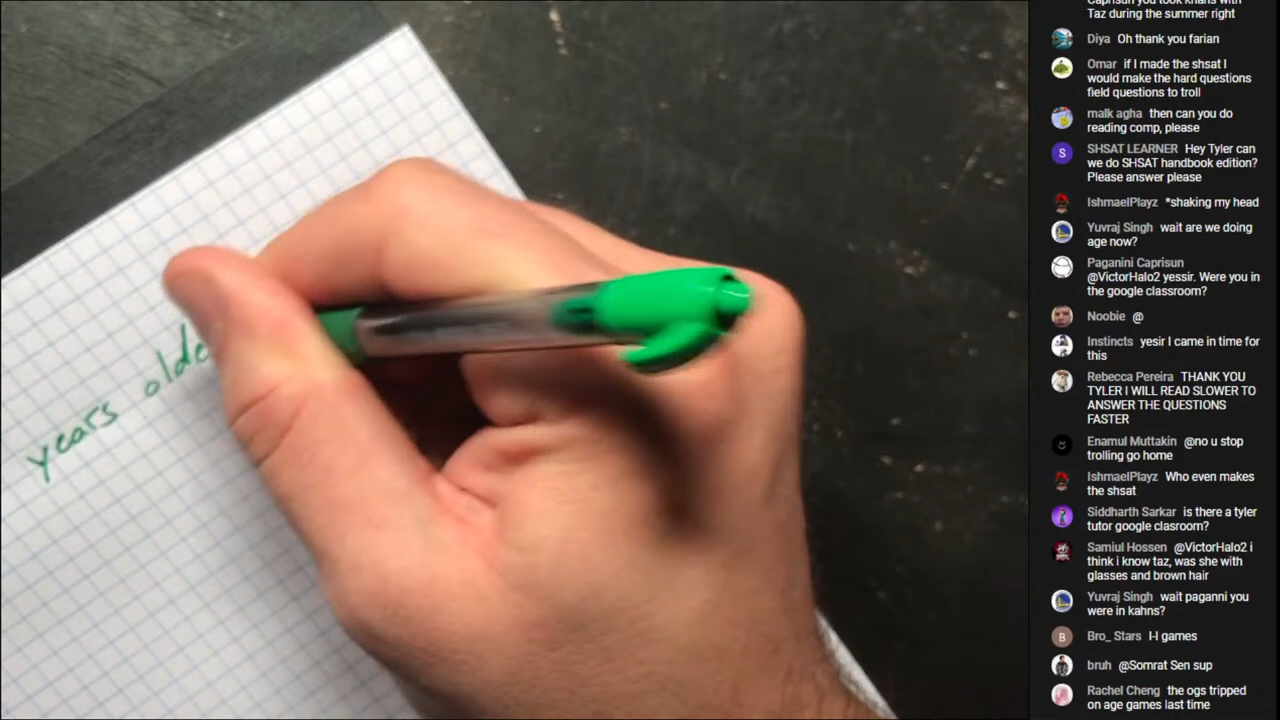 years olde
Caprisun you took khans with
Taz during the summer right
Diya Oh thank you farian
Omar if I made the shsat I
would make the hard questions
field questions to troll
malk agha then can you do
reading comp, please
S SHSAT LEARNER Hey Tyler can
we do SHSAT handbook edition?
Please answer please
IshmaelPlayz *shaking my head
Yuvraj Singh wait are we doing
age now?
Paganini Caprisun
@VictorHalo2 yessir. Were you in
the google classroom?
Noobie @
Instincts yesir I came in time for
this
Rebecca Pereira THANK YOU
TYLER I WILL READ SLOWER TO
ANSWER THE QUESTIONS
FASTER
Enamul Muttakin @no u stop
trolling go home
IshmaelPlayz Who even makes
the shsat
Siddharth Sarkar is there a tyler
tutor google clasroom?
Samiul Hossen @VictorHalo2 i
think i know taz, was she with
glasses and brown hair
Yuvraj Singh wait paganni you
were in kahns?
B Bro_ Stars I-I games
bruh @Somrat Sen sup
Rachel Cheng the ogs tripped
on age games last time